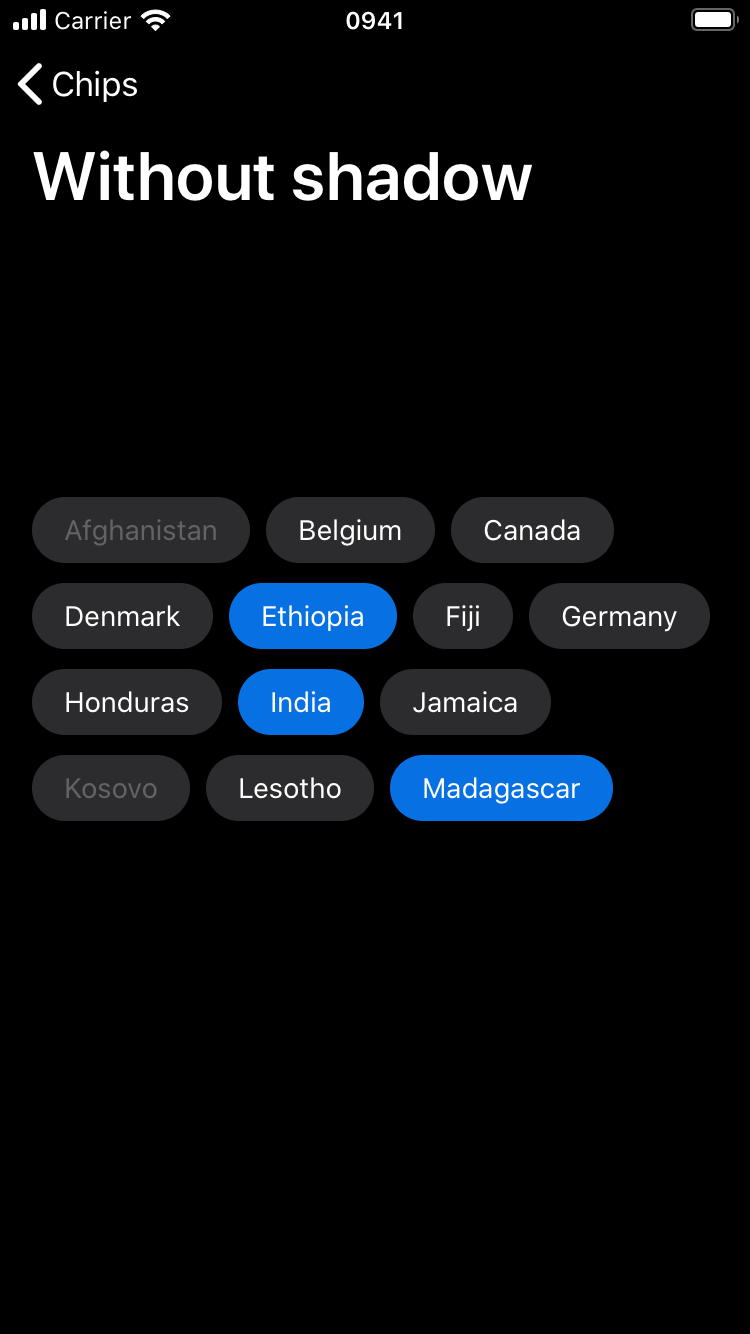 Carrier 0941
Chips
Without shadow
Afghanistan Belgium Canada
Denmark Ethiopia Fiji Germany
Honduras India Jamaica
Kosovo Lesotho Madagascar